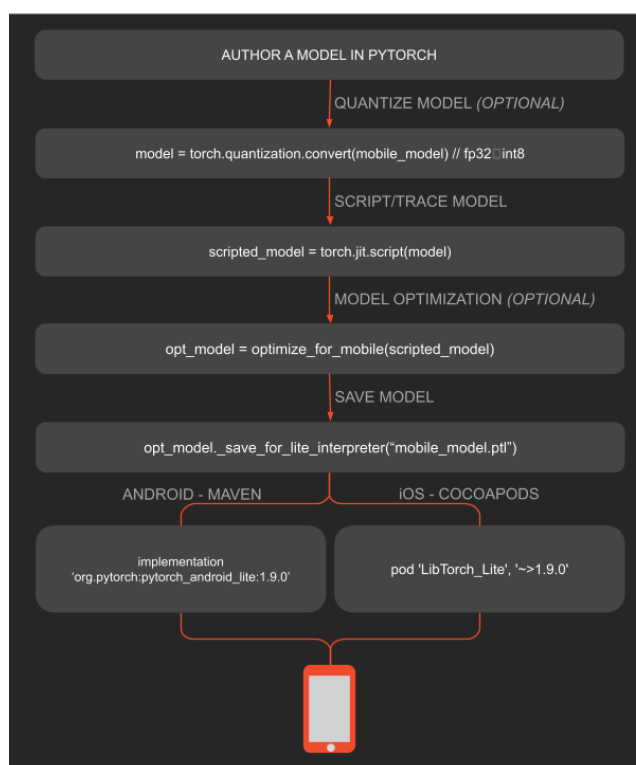 AUTHOR A MODEL IN PYTORCH
QUANTIZE MODEL (OPTIONAL)
model = torch.quantization.convert(mobile_model) // fp32□int8
SCRIPT/TRACE MODEL
scripted_model = torch.jit.script(model)
MODEL OPTIMIZATION (OPTIONAL)
opt_model = optimize_for_mobile(scripted_model)
SAVE MODEL
opt_model._save_for_lite_interpreter(“mobile_model.ptl”)
ANDROID - MAVEN
iOS - COCOAPODS
implementation
‘org.pytorch:pytorch_android_lite:1.9.0’
pod 'LibTorch_Lite', '~>1.9.0'